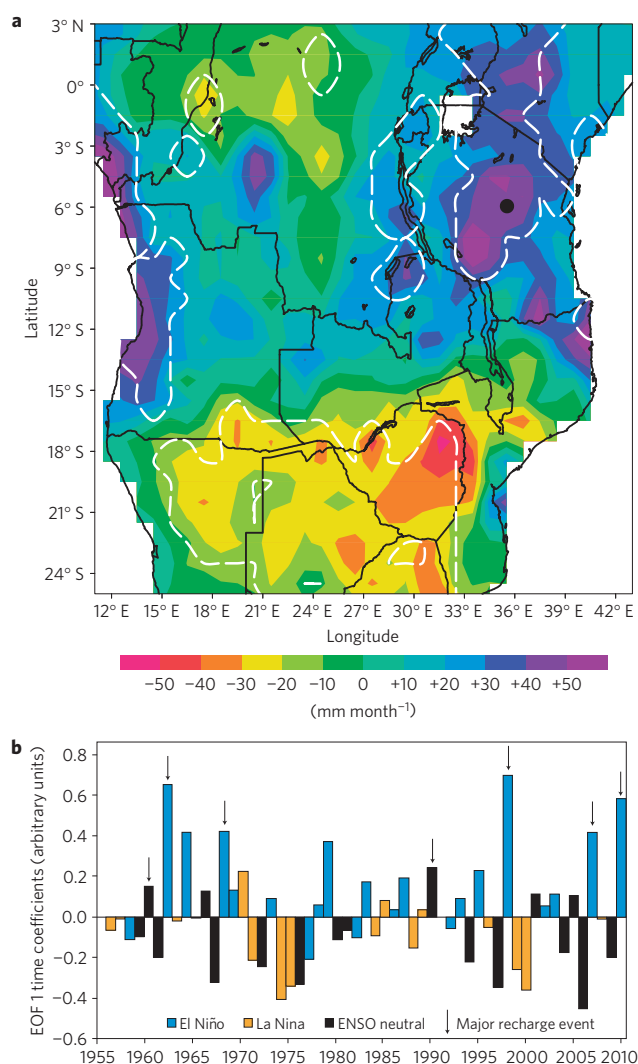 a
3° N
0°
3° S
6° S
9° S
12° S
15° S
18° S
21° S
24° S
Latitude
11° E 15° E 18° E 21° E 24° E 27° E 30° E 33° E 36° E 39° E 42° E
Longitude
−50 −40 −30 −20 −10 0 +10 +20 +30 +40 +50
(mm month−1)
b
EOF 1 time coefficients (arbitrary units)
0.8
0.6
0.4
0.2
0.0
−0.2
−0.4
−0.6
El Niño La Nina ENSO neutral Major recharge event
1955 1960 1965 1970 1975 1980 1985 1990 1995 2000 2005 2010